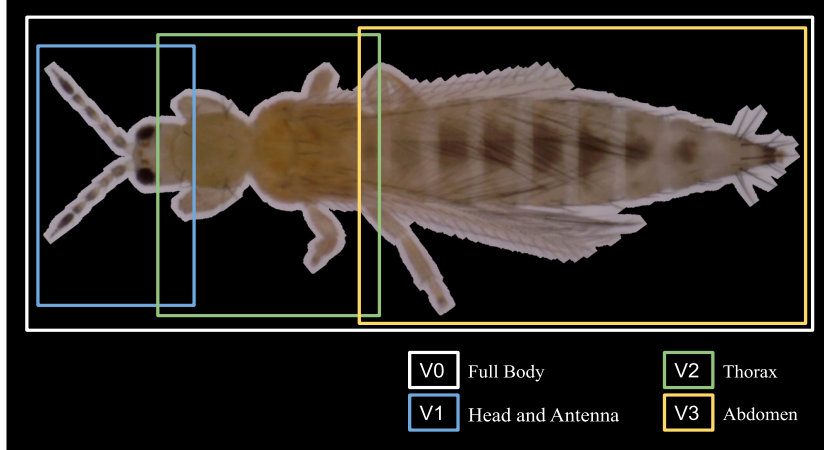 V0 Full Body
V2 Thorax
V1 Head and Antenna
V3 Abdomen